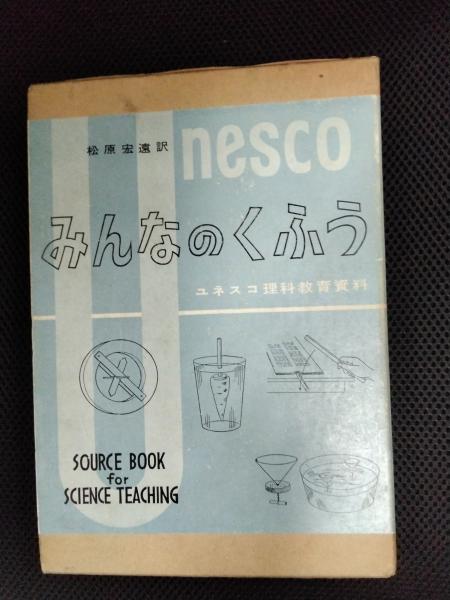 Unesco
松原宏遠訳
みんなのくふう
ユネスコ理科教育資料
SOURCE BOOK
for
SCIENCE TEACHING